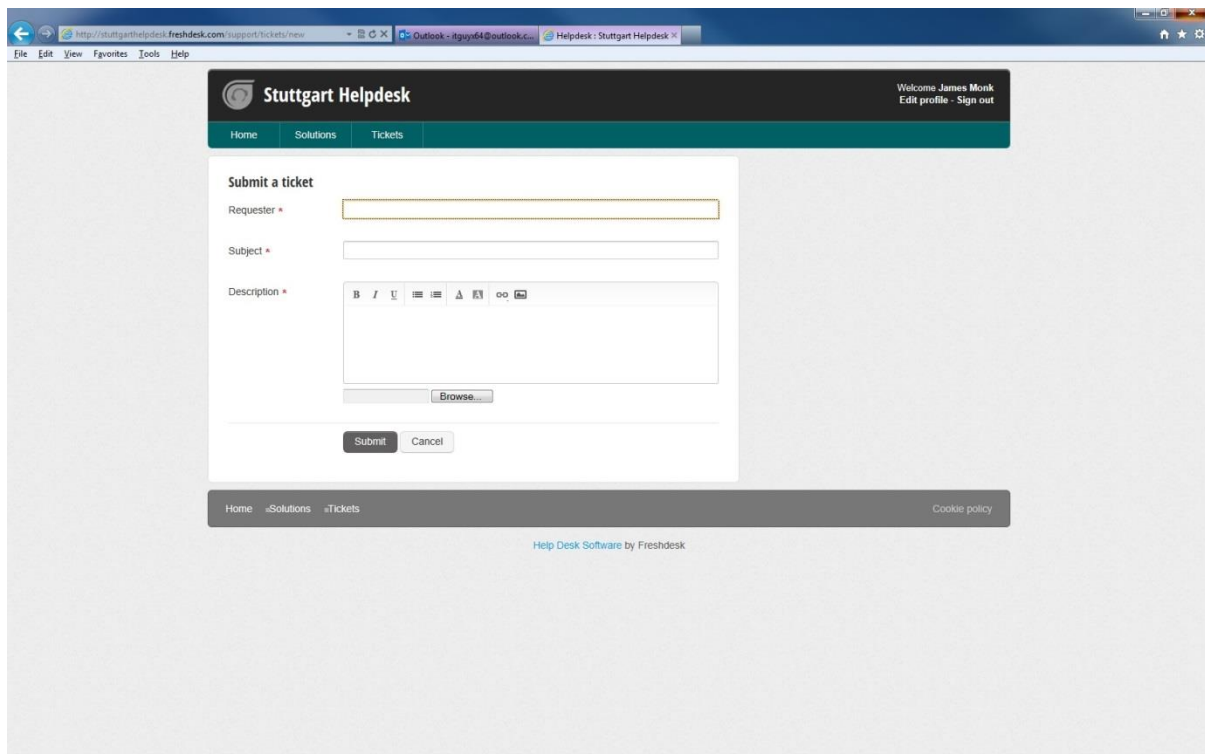 http://stuttgarthelpdesk.freshdesk.com/support/tickets/new
Outlook - itguyx64@outlook.c...
Helpdesk : Stuttgart Helpdesk
File Edit View Favorites Tools Help
Stuttgart Helpdesk
Welcome James Monk
Edit profile - Sign out
Home Solutions Tickets
Submit a ticket
Requester *
Subject *
Description *
B I U A A
Browse...
Submit Cancel
Home Solutions Tickets Cookie policy
Help Desk Software by Freshdesk